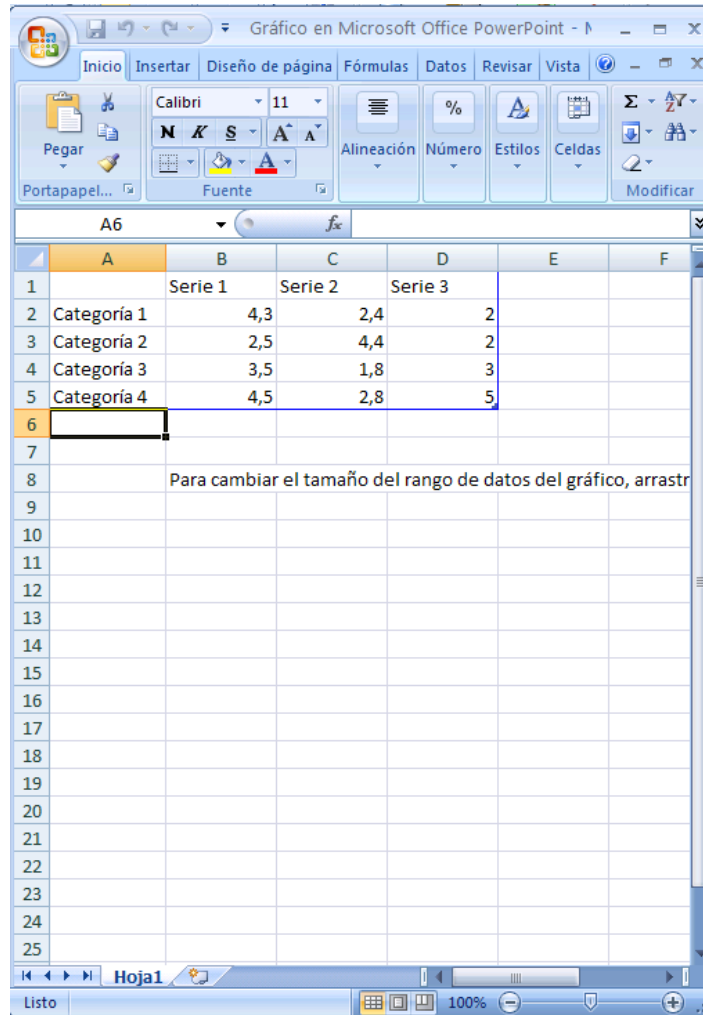 Gráfico en Microsoft Office PowerPoint -
Inicio Insertar Diseño de página Fórmulas Datos Revisar Vista
Calibri 11 Σ A Z
N K S A A % A
Pegar Alineación Número Estilos Celdas
A
Portapapel... Fuente Modificar
A6 fx
A B C D E F
1 Serie 1 Serie 2 Serie 3
2 Categoría 1 4,3 2,4 2
3 Categoría 2 2,5 4,4 2
4 Categoría 3 3,5 1,8 3
5 Categoría 4 4,5 2,8 5
6
7
8 Para cambiar el tamaño del rango de datos del gráfico, arrastr
9
10
11
12
13
14
15
16
17
18
19
20
21
22
23
24
25
Hoja1
Listo 100%